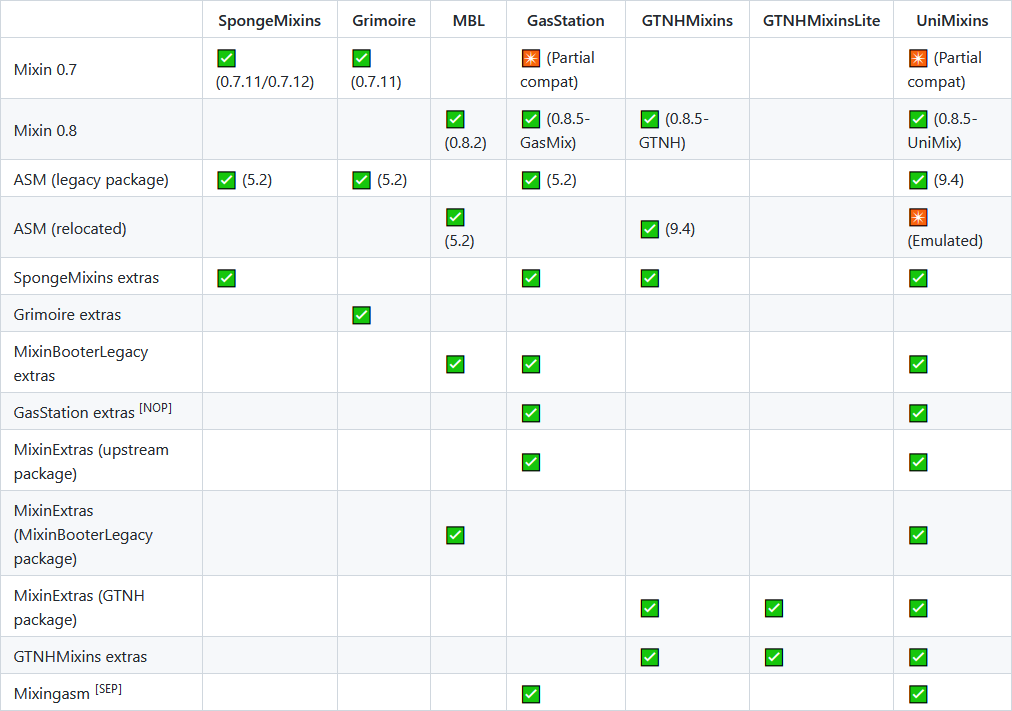 SpongeMixins Grimoire MBL GasStation GTNHMixins GTNHMixinsLite UniMixins
Mixin 0.7 ✅ (0.7.11/0.7.12) ✅ (0.7.11) ✴ (Partial compat) ✴ (Partial compat)
Mixin 0.8 ✅ (0.8.2) ✅ (0.8.5-GasMix) ✅ (0.8.5-GTNH) ✅ (0.8.5-UniMix)
ASM (legacy package) ✅ (5.2) ✅ (5.2) ✅ (5.2) ✅ (9.4)
ASM (relocated) ✅ (5.2) ✅ (9.4) ✴ (Emulated)
SpongeMixins extras ✅ ✅ ✅ ✅
Grimoire extras ✅
MixinBooterLegacy extras ✅ ✅ ✅
GasStation extras [NOP] ✅ ✅
MixinExtras (upstream package) ✅ ✅
MixinExtras (MixinBooterLegacy package) ✅ ✅
MixinExtras (GTNH package) ✅ ✅ ✅
GTNHMixins extras ✅ ✅ ✅
Mixingasm [SEP] ✅ ✅